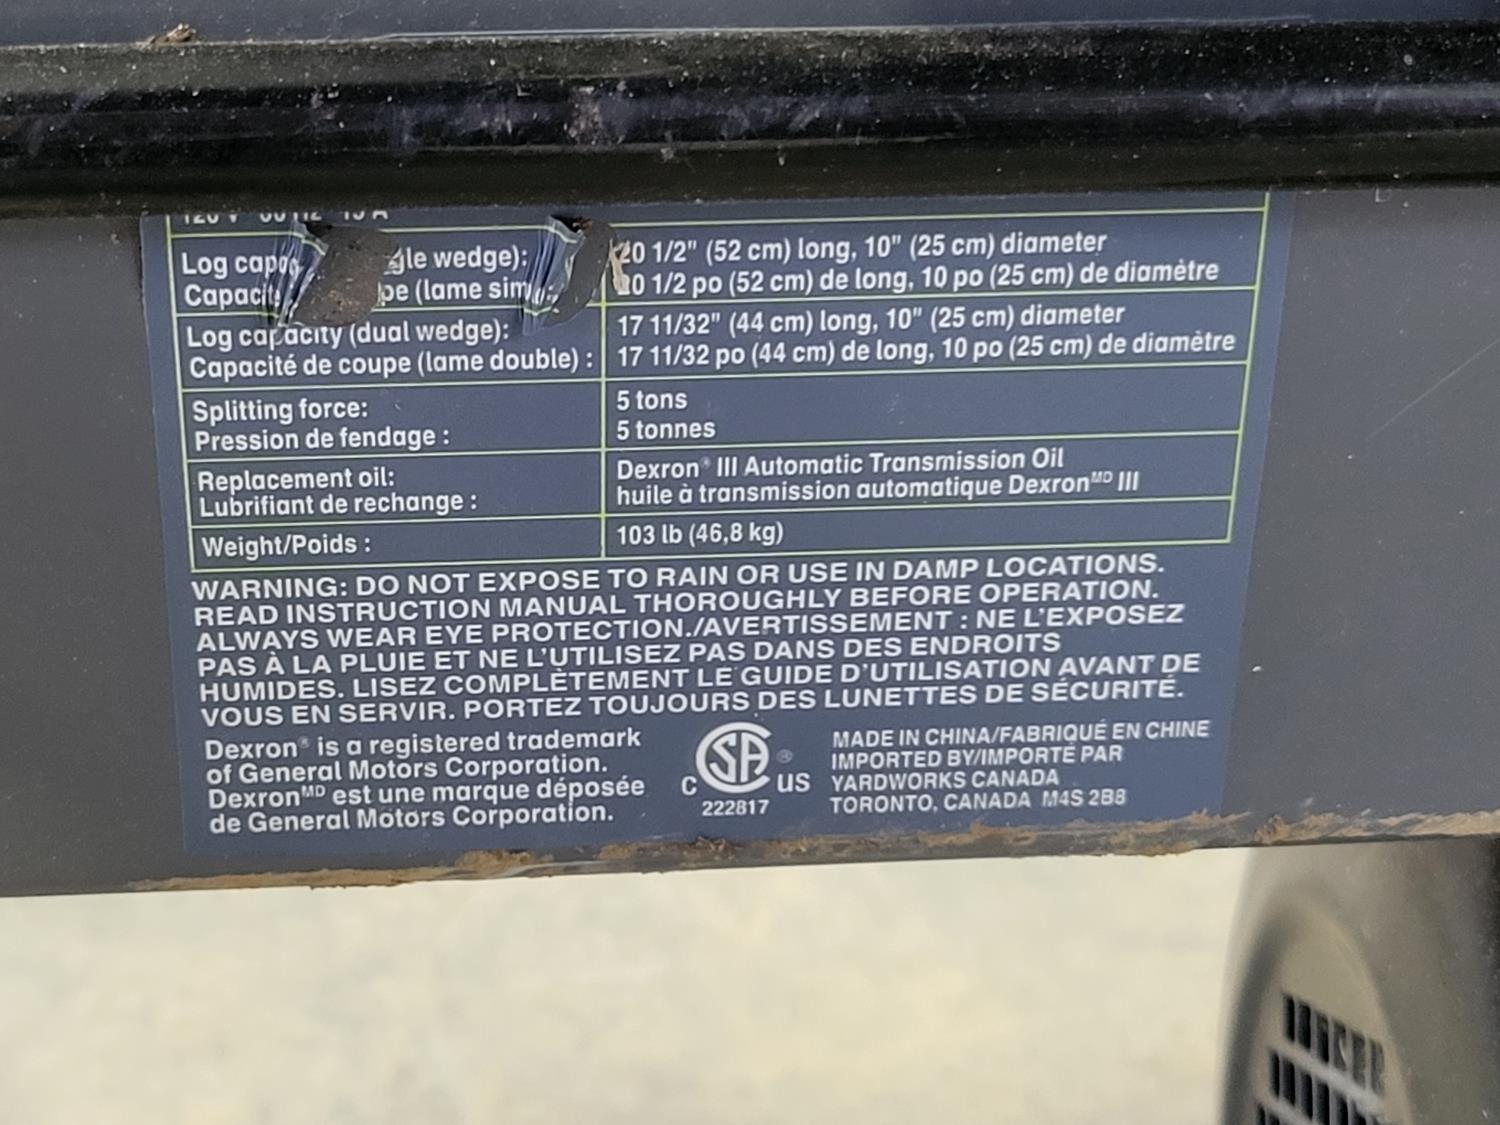 120 V 60 Hz 15 A
Log wedge):
(lame
20 1/2" (52 cm) long, 10" (25 cm) diameter
20 1/2 po (52 cm) de long, 10 po (25 cm) de diamètre
Log capacity (dual wedge):
Capacité de coupe (lame double) :
17 11/32" (44 cm) long, 10" (25 cm) diameter
17 11/32 po (44 cm) de long, 10 po (25 cm) de diamètre
Splitting force:
Pression de fendage :
5 tons
5 tonnes
Replacement oil:
Lubrifiant de rechange :
Dexron® III Automatic Transmission Oil
huile à transmission automatique Dexron MD III
Weight/Poids :
103 lb (46,8 kg)
WARNING: DO NOT EXPOSE TO RAIN OR USE IN DAMP LOCATIONS.
READ INSTRUCTION MANUAL THOROUGHLY BEFORE OPERATION.
ALWAYS WEAR EYE PROTECTION./AVERTISSEMENT : NE L'EXPOSEZ
PAS À LA PLUIE ET NE L'UTILISEZ PAS DANS DES ENDROITS
HUMIDES. LISEZ COMPLÈTEMENT LE GUIDE D'UTILISATION AVANT DE
VOUS EN SERVIR. PORTEZ TOUJOURS DES LUNETTES DE SÉCURITÉ.
Dexron® is a registered trademark
of General Motors Corporation.
Dexron MD est une marque déposée
de General Motors Corporation.
C SA ® US
222817
MADE IN CHINA/FABRIQUÉ EN CHINE
IMPORTED BY/IMPORTÉ PAR
YARDWORKS CANADA
TORONTO, CANADA M4S 2B8